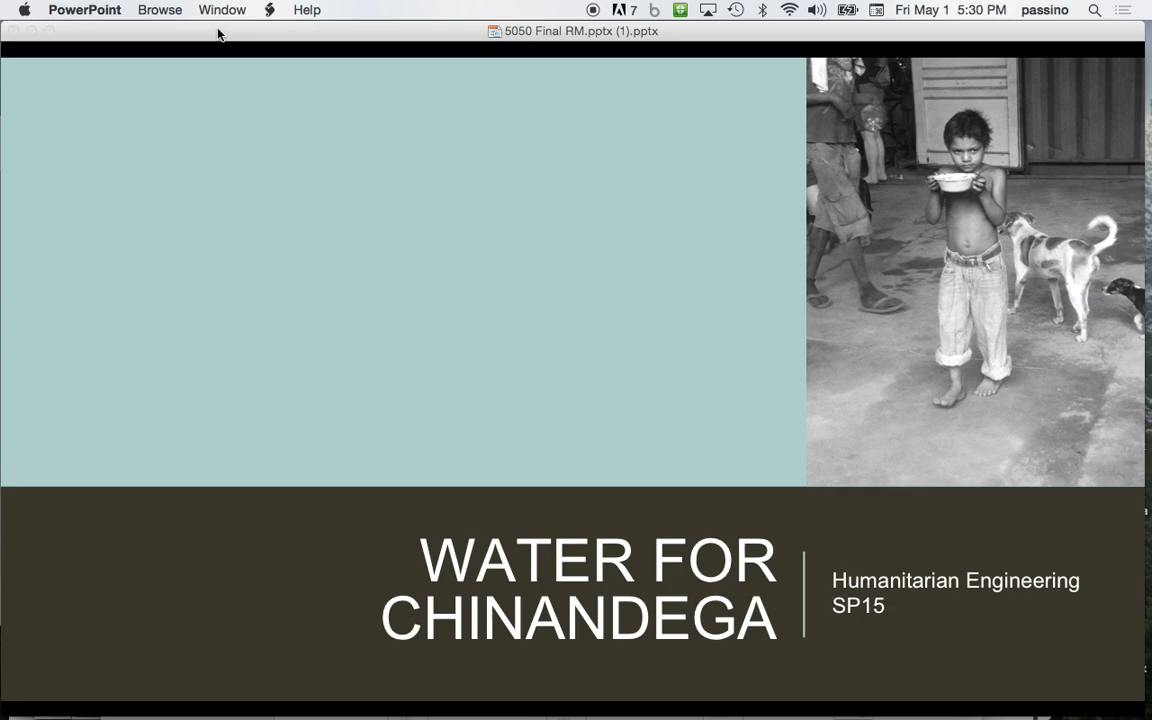 PowerPoint Browse Window Help 7 Fri May 1 5:30 PM passino
5050 Final RM.pptx (1).pptx
WATER FOR
CHINANDEGA
Humanitarian Engineering
SP15